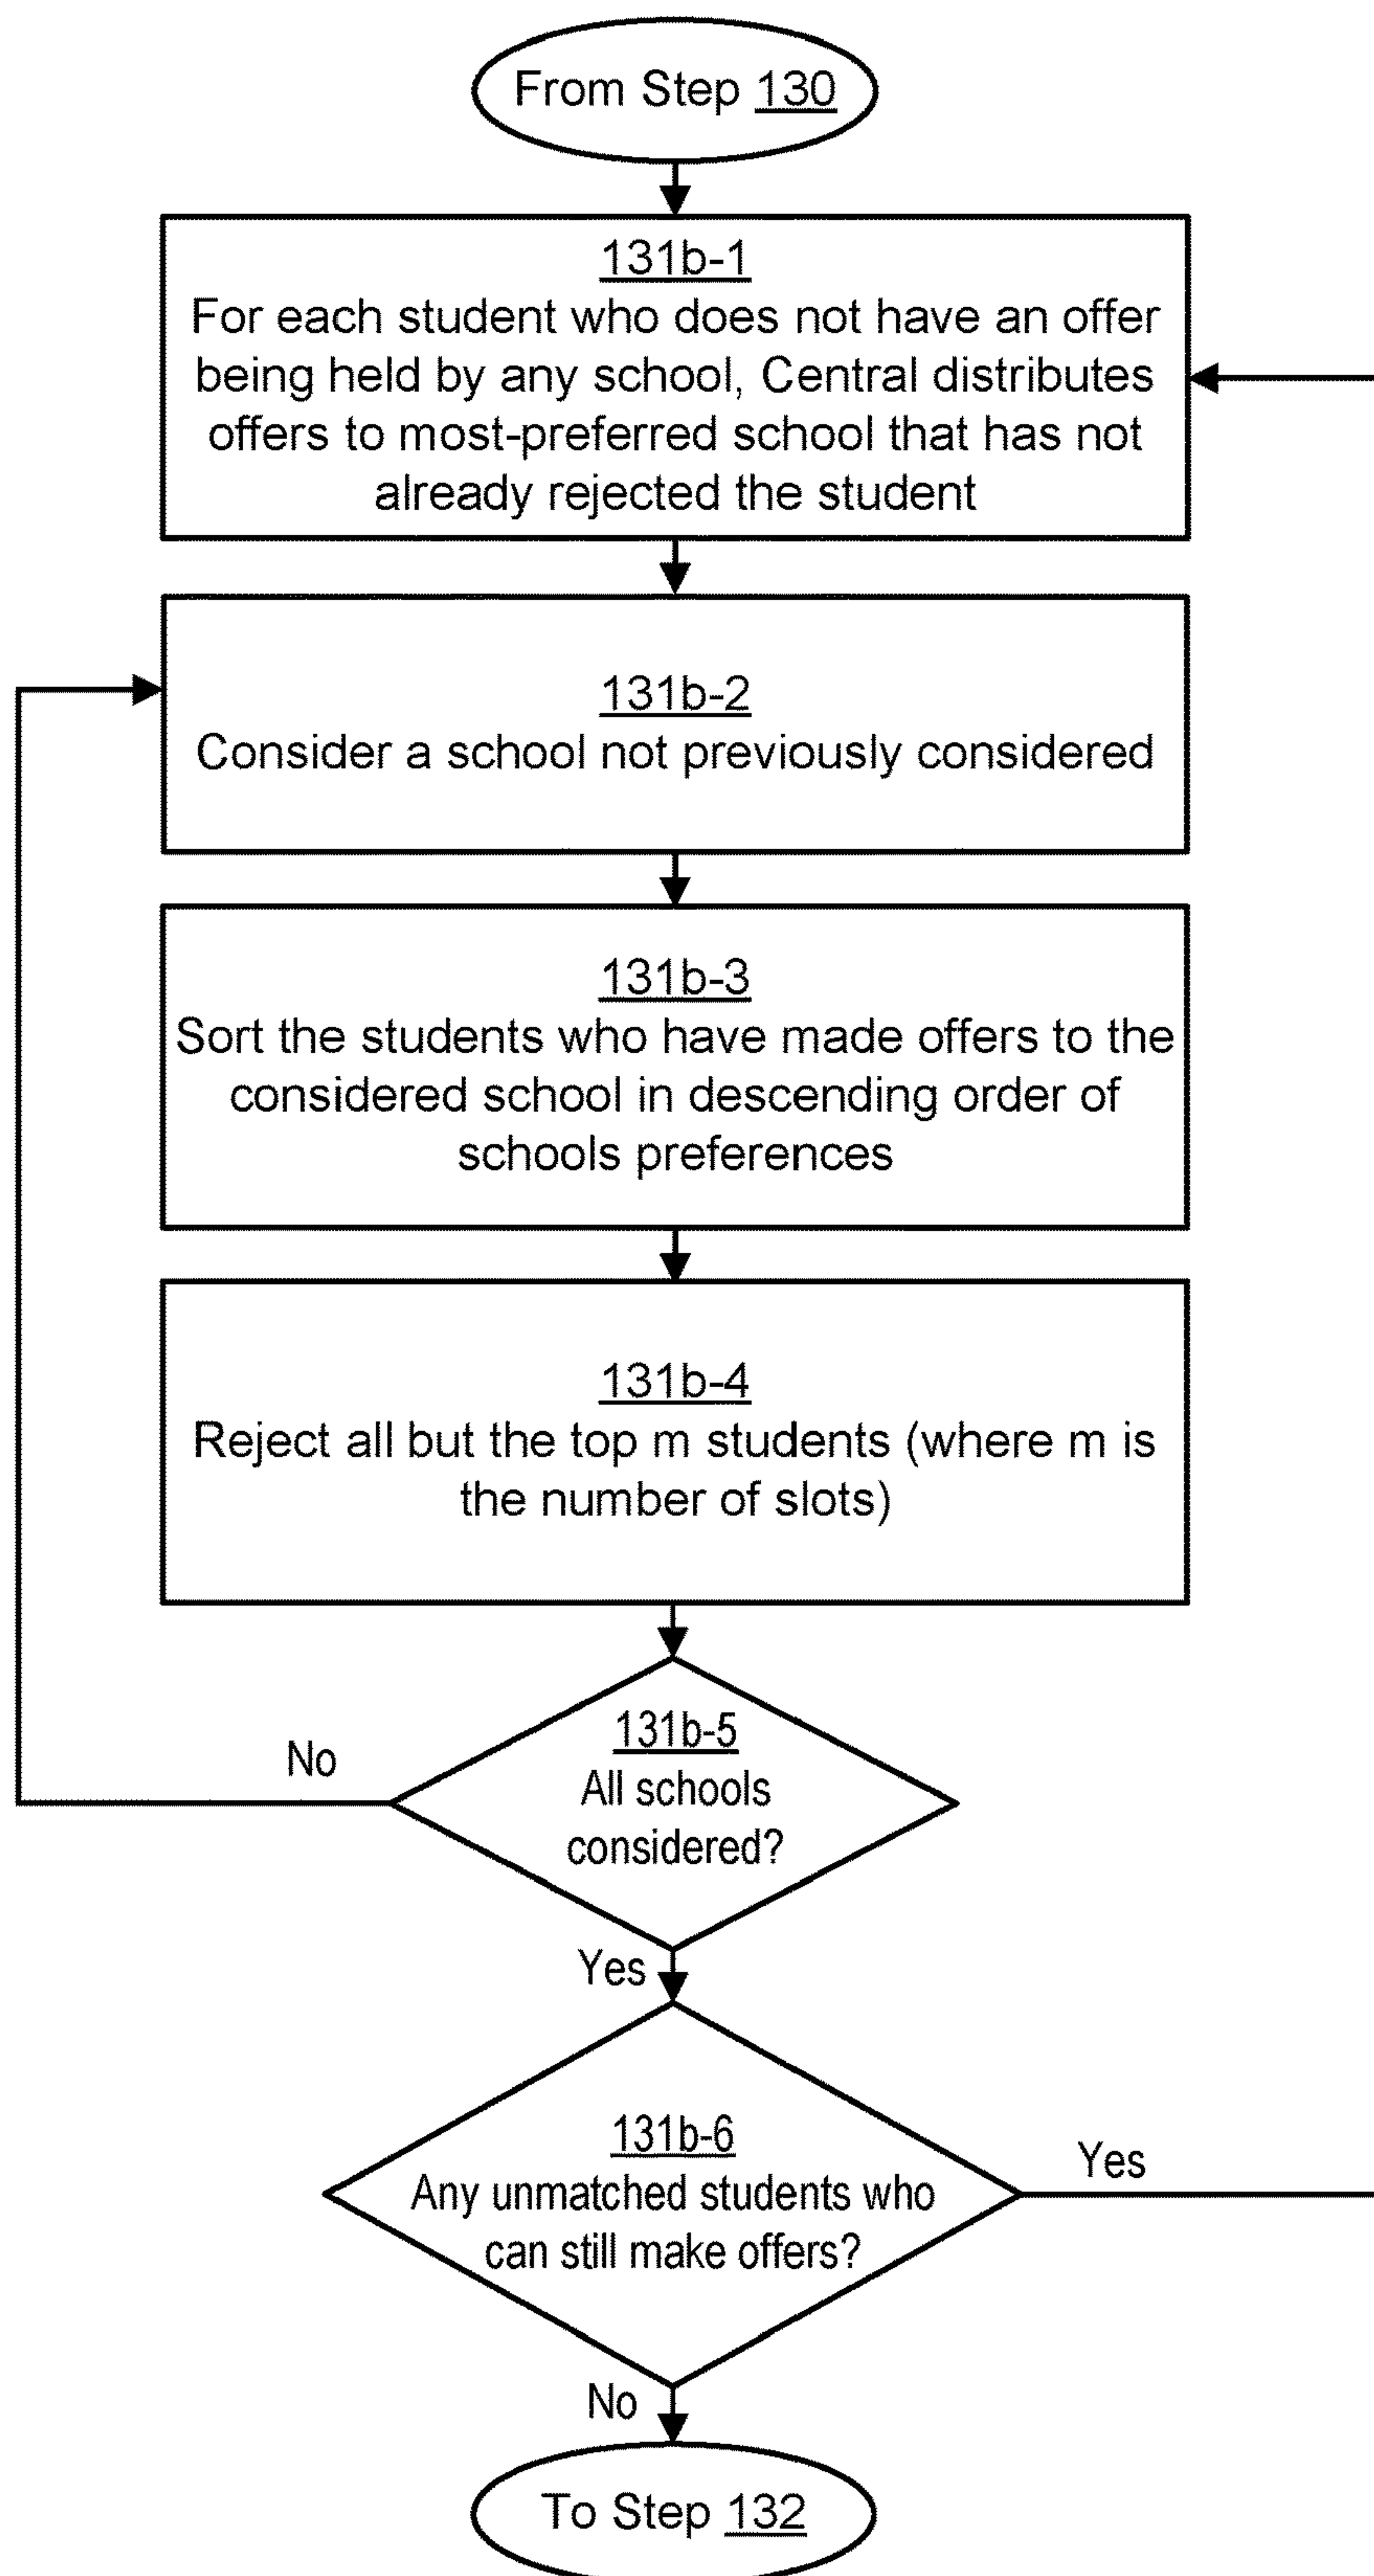 From Step 130
131b-1
For each student who does not have an offer
being held by any school, Central distributes
offers to most-preferred school that has not
already rejected the student
131b-2
Consider a school not previously considered
131b-3
Sort the students who have made offers to the
considered school in descending order of
schools preferences
131b-4
Reject all but the top m students (where m is
the number of slots)
131b-5
All schools
considered?
No
Yes
131b-6
Any unmatched students who
can still make offers?
Yes
No
To Step 132